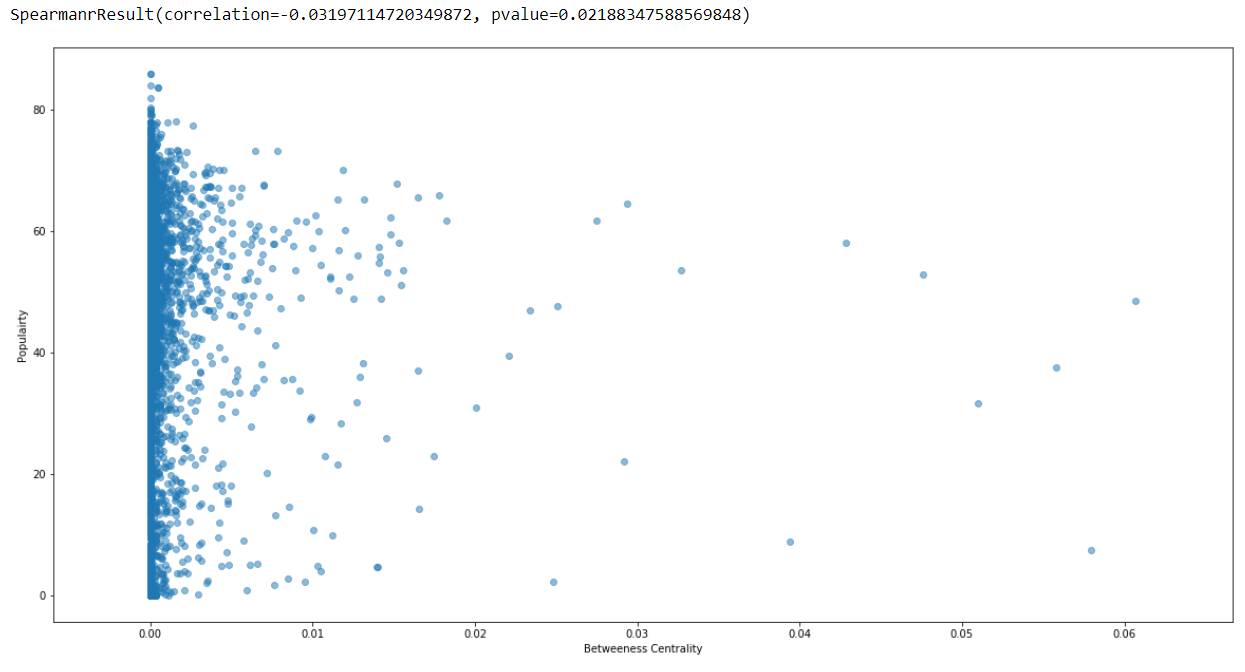 SpearmanrResult(correlation=-0.03197114720349872, pvalue=0.02188347588569848)
80
60
40
20
0
Populairty
0.00 0.01 0.02 0.03 0.04 0.05 0.06
Betweeness Centrality